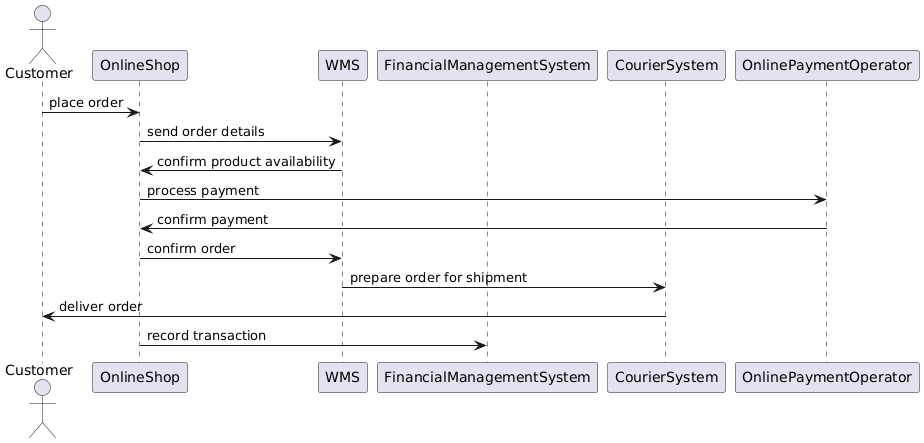 Customer
OnlineShop
WMS
FinancialManagementSystem
CourierSystem
OnlinePaymentOperator
place order
send order details
confirm product availability
process payment
confirm payment
confirm order
prepare order for shipment
deliver order
record transaction
Customer
OnlineShop
WMS
FinancialManagementSystem
CourierSystem
OnlinePaymentOperator